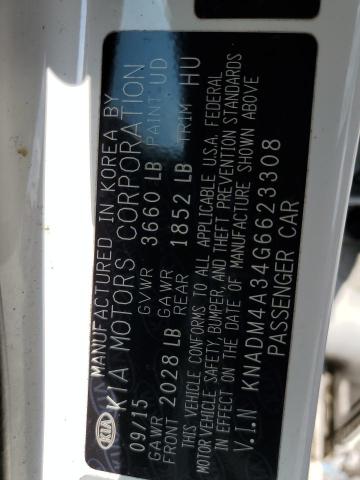 MANUFACTURED IN KOREA BY
KIA KIA MOTORS CORPORATION
09/15 GVWR 3660 LB PAINT UD
GAWR FRONT 2028 LB GAWR REAR 1852 LB TRIM HU
THIS VEHICLE CONFORMS TO ALL APPLICABLE U.S.A. FEDERAL
MOTOR VEHICLE SAFETY, BUMPER, AND THEFT PREVENTION STANDARDS
IN EFFECT ON THE DATE OF MANUFACTURE SHOWN ABOVE
V.I.N KNADM4A34G6623308
PASSENGER CAR